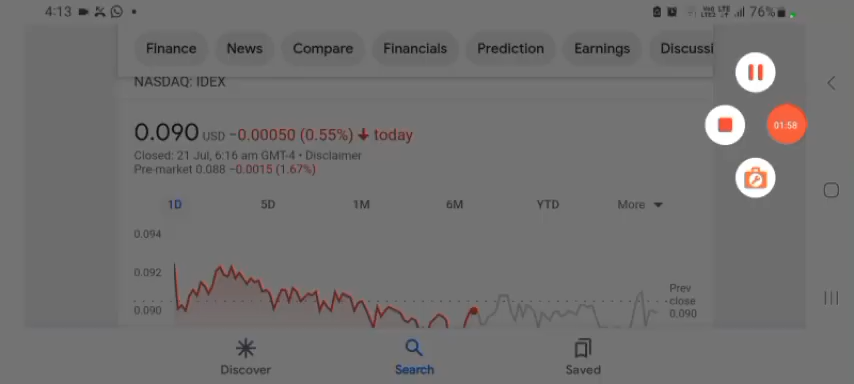 4:13 76%
Finance News Compare Financials Prediction Earnings Discussi
NASDAQ: IDEX
0.090 USD −0.00050 (0.55%) today
01:58
Closed: 21 Jul, 6:16 am GMT-4 • Disclaimer
Pre-market 0.088 −0.0015 (1.67%)
1D 5D 1M 6M YTD More
0.094
0.092
0.090
Prev
close
0.090
Discover Search Saved